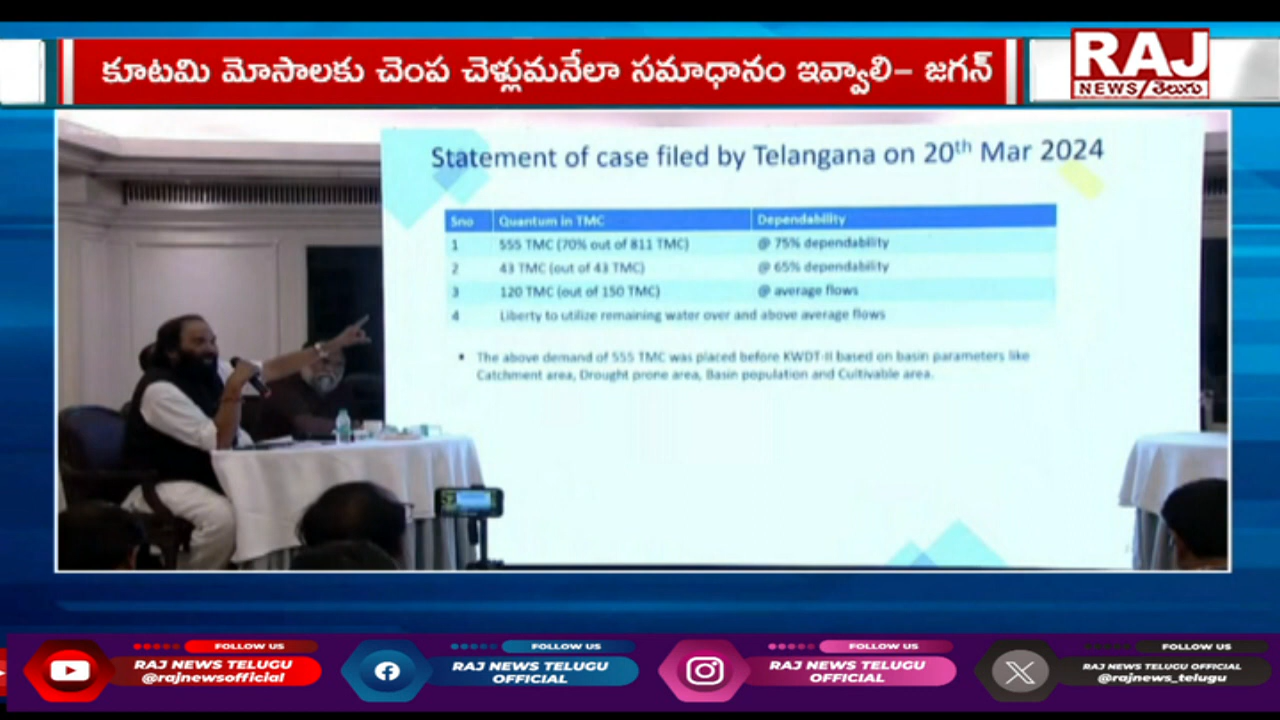 కూటమి మోసాలకు చెంప చెళ్లుమనేలా సమాధానం ఇవ్వాలి– జగన్
RAJ
NEWS తెలుగు
Statement of case filed by Telangana on 20th Mar 2024
Sno Quantum in TMC Dependability
1 555 TMC (70% out of 811 TMC) @ 75% dependability
2 43 TMC (out of 43 TMC) @ 65% dependability
3 120 TMC (out of 150 TMC) @ average flows
4 Liberty to utilize remaining water over and above average flows
• The above demand of 555 TMC was placed before KWDT-II based on basin parameters like
Catchment area, Drought prone area, Basin population and Cultivable area.
FOLLOW US
RAJ NEWS TELUGU
@rajnewsofficial
FOLLOW US
RAJ NEWS TELUGU
OFFICIAL
FOLLOW US
RAJ NEWS TELUGU
OFFICIAL
FOLLOW US
RAJ NEWS TELUGU OFFICIAL
@rajnews_telugu